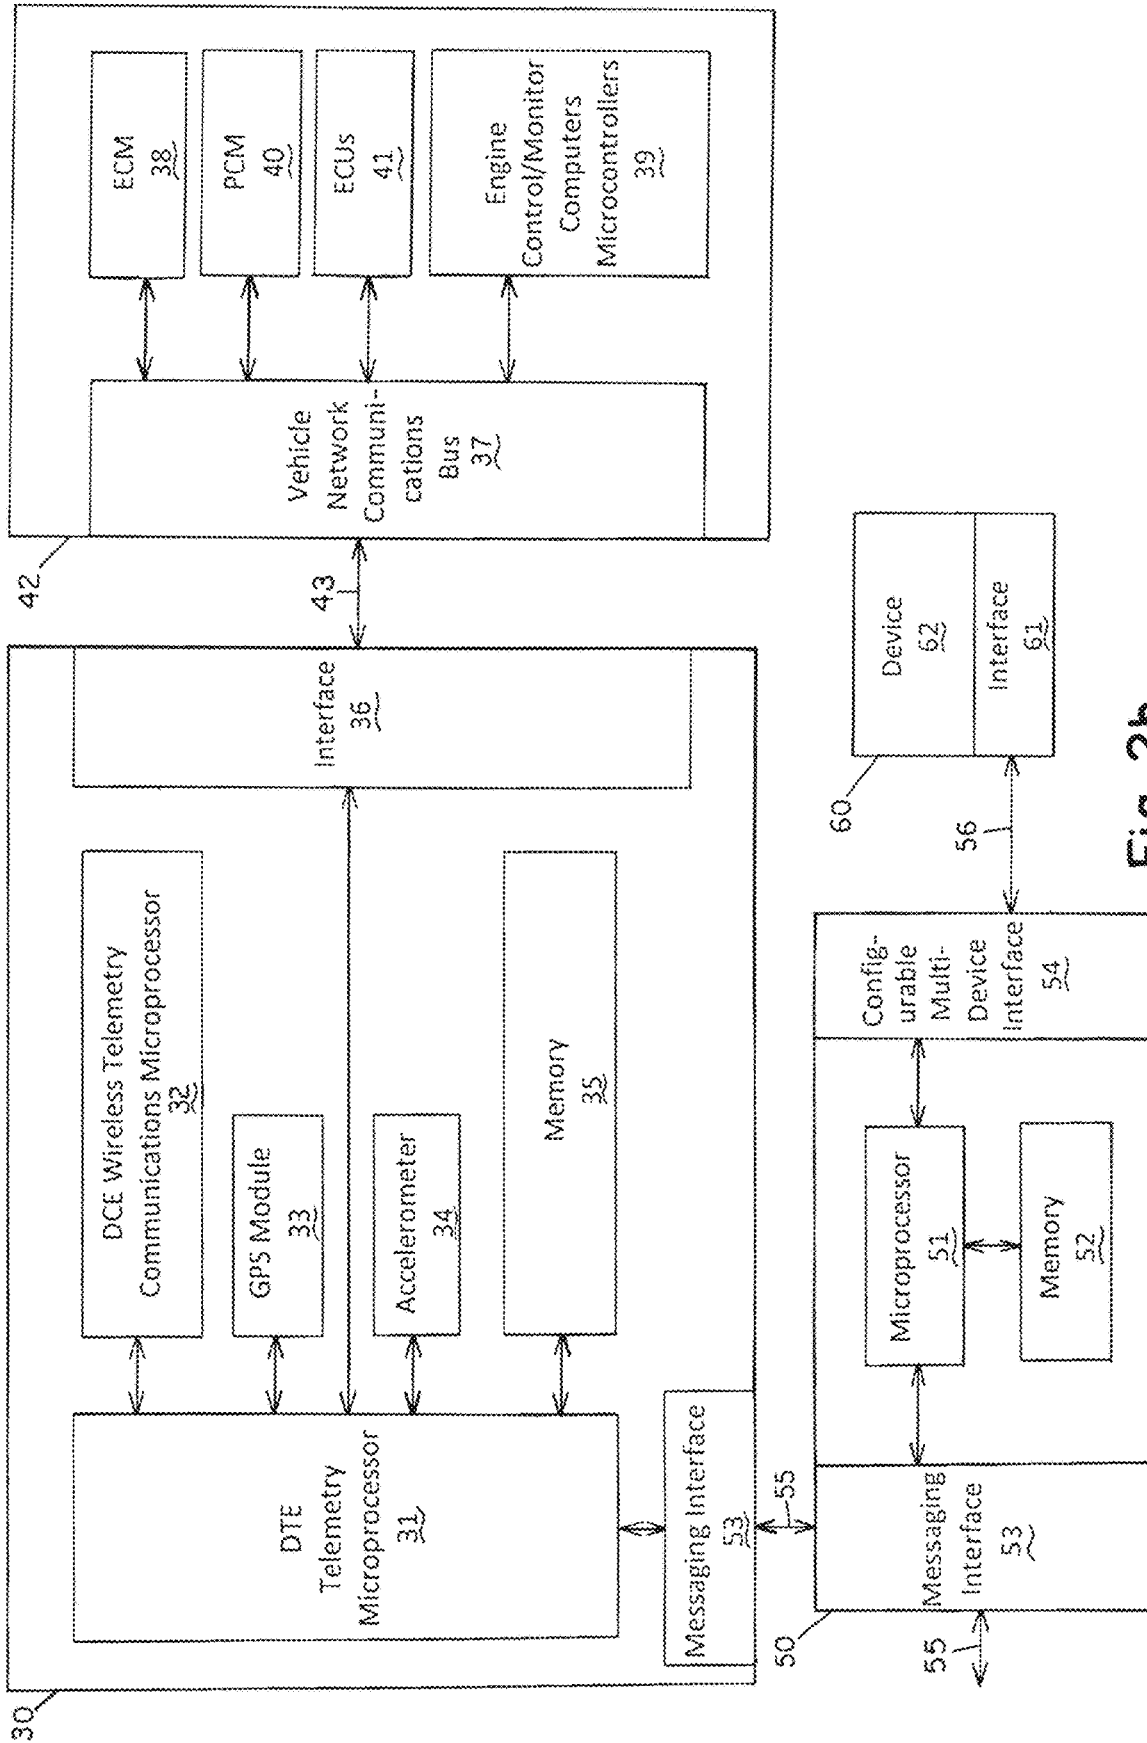 30
DTE
Telemetry
Microprocessor
31
DCE Wireless Telemetry
Communications Microprocessor
32
GPS Module
33
Accelerometer
34
Memory
35
Interface
36
Messaging Interface
53
43
42
Vehicle
Network
Communi-
cations
Bus
37
ECM
38
PCM
40
ECUs
41
Engine
Control/Monitor
Computers
Microcontrollers
39
55
50
55
Messaging
Interface
53
Microprocessor
51
Memory
52
Config-
urable
Multi-
Device
Interface
54
56
60
Device
62
Interface
61
Fig. 2b